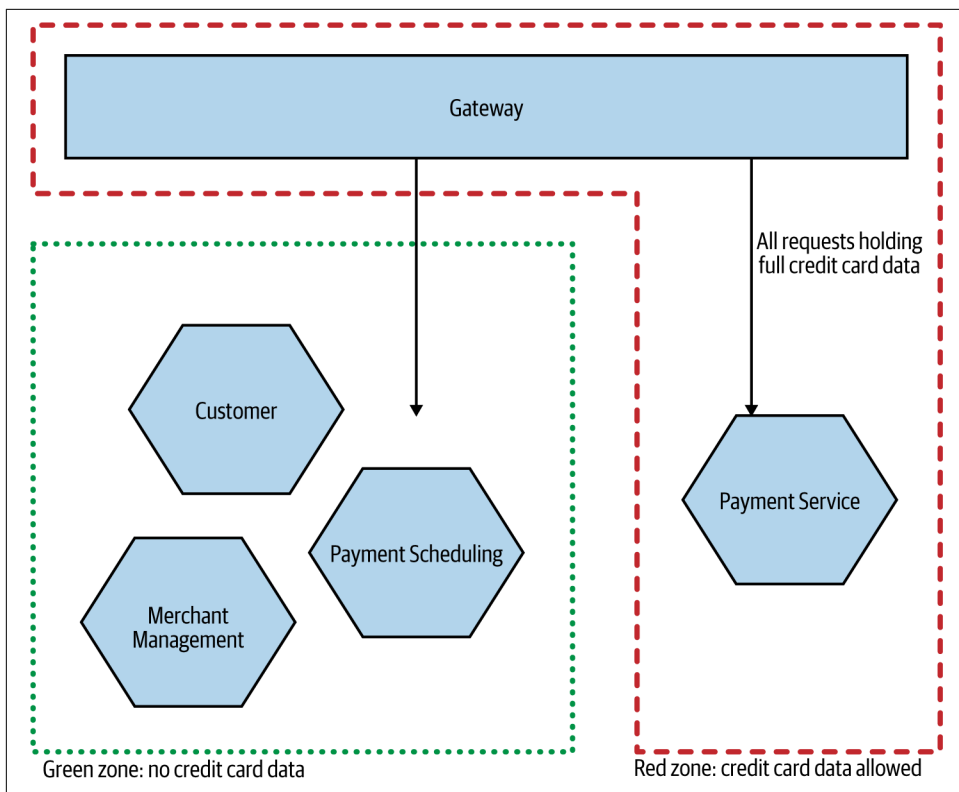 Gateway
All requests holding
full credit card data
Customer
Payment Scheduling
Payment Service
Merchant
Management
Green zone: no credit card data
Red zone: credit card data allowed